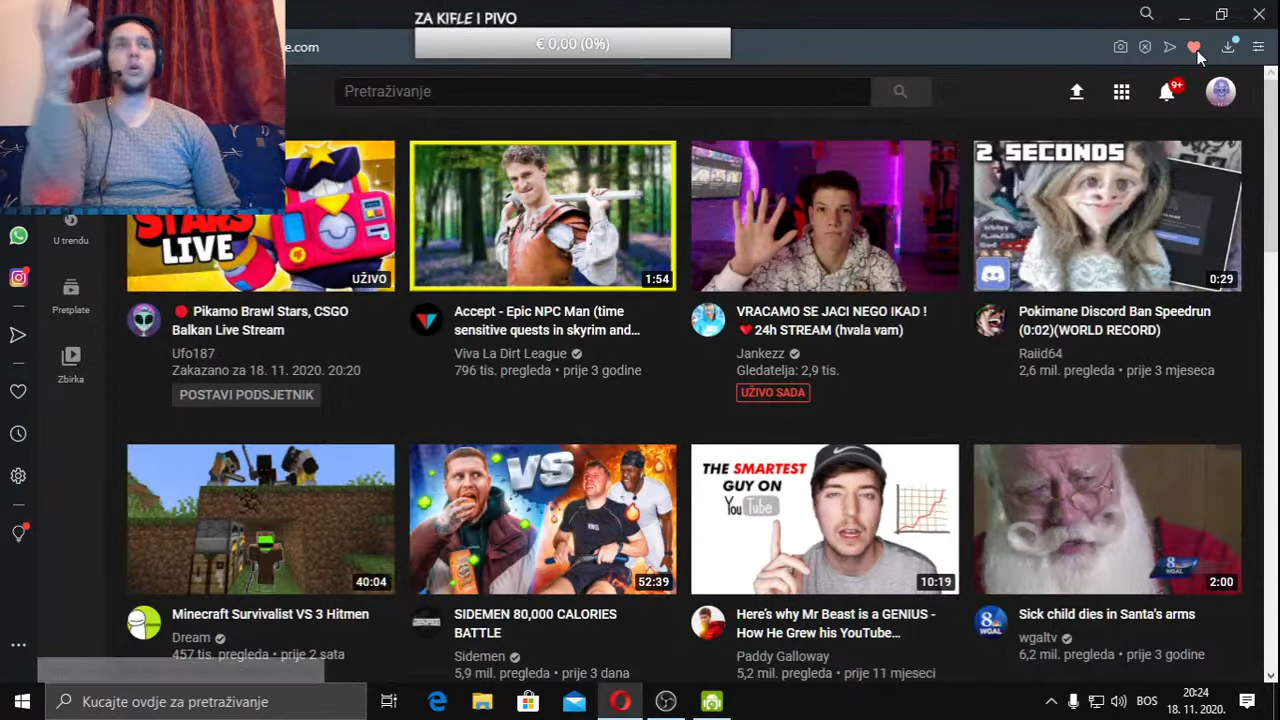 ZA KIFLE I PIVO
€ 0,00 (0%)
e.com
Pretraživanje
9+
U trendu
Pretplate
Zbirka
STARS
LIVE
UŽIVO
🔴 Pikamo Brawl Stars, CSGO
Balkan Live Stream
Ufo187
Zakazano za 18. 11. 2020. 20:20
POSTAVI PODSJETNIK
1:54
Accept - Epic NPC Man (time
sensitive quests in skyrim and...
Viva La Dirt League
796 tis. pregleda • prije 3 godine
VRACAMO SE JACI NEGO IKAD !
❤️24h STREAM (hvala vam)
Jankezz
Gledatelja: 2,9 tis.
UŽIVO SADA
2 SECONDS
0:29
Pokimane Discord Ban Speedrun
(0:02)(WORLD RECORD)
Raiid64
2,6 mil. pregleda • prije 3 mjeseca
40:04
Minecraft Survivalist VS 3 Hitmen
Dream
457 tis. pregleda • prije 2 sata
VS
52:39
SIDEMEN 80,000 CALORIES
BATTLE
Sidemen
5,9 mil. pregleda • prije 3 dana
THE SMARTEST
GUY ON
YouTube
10:19
Here's why Mr Beast is a GENIUS -
How He Grew his YouTube...
Paddy Galloway
5,2 mil. pregleda • prije 11 mjeseci
8 WGAL
2:00
8
WGAL
Sick child dies in Santa's arms
wgaltv
6,2 mil. pregleda • prije 3 godine
Kucajte ovdje za pretraživanje
BOS
20:24
18. 11. 2020.